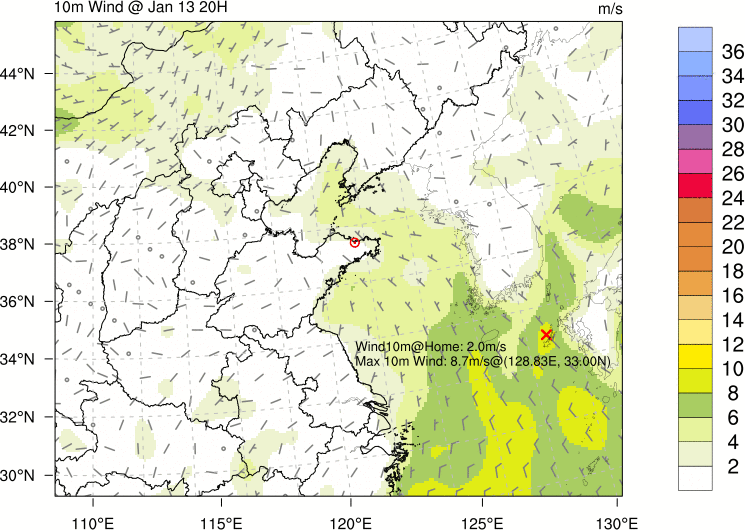 10m Wind @ Jan 13 20H
m/s
44°N
42°N
40°N
38°N
36°N
34°N
32°N
30°N
110°E
115°E
120°E
125°E
130°E
Wind10m@Home: 2.0m/s
Max 10m Wind: 8.7m/s@(128.83E, 33.00N)
36
34
32
30
28
26
24
22
20
18
16
14
12
10
8
6
4
2